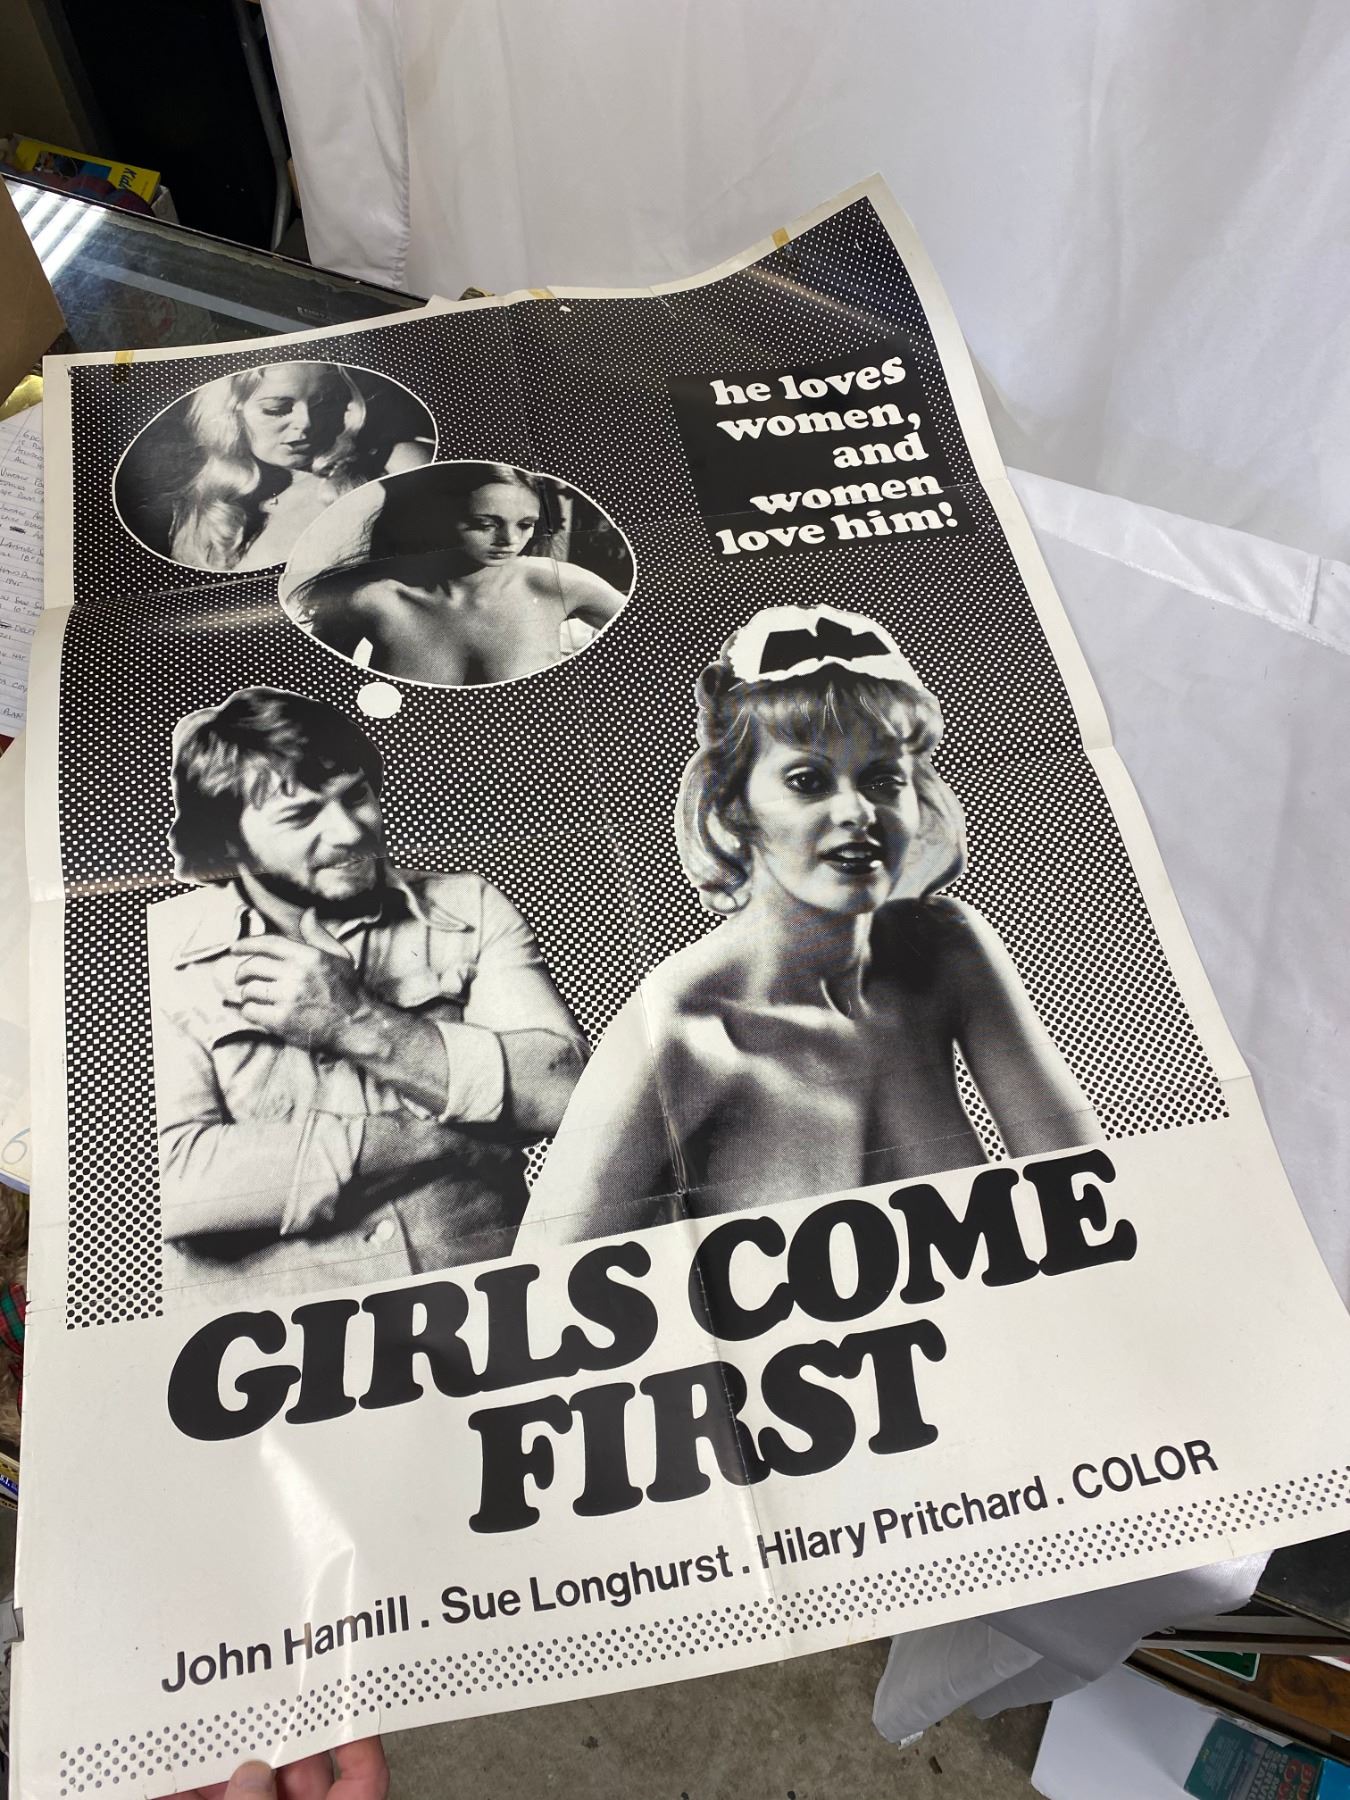 he loves
women,
and
women
love him!
GIRLS COME
FIRST
John Hamill . Sue Longhurst . Hilary Pritchard . COLOR